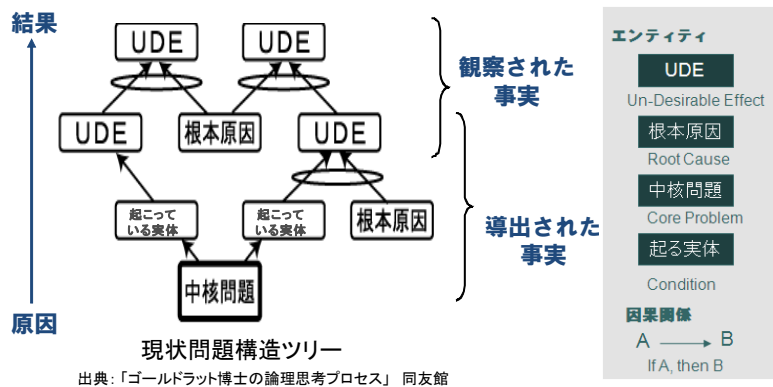 結果
UDE
UDE
観察された
事実
UDE
根本原因
UDE
起こって
いる実体
起こって
いる実体
根本原因
導出された
事実
中核問題
原因
現状問題構造ツリー
出典:「ゴールドラット博士の論理思考プロセス」 同友館
エンティティ
UDE
Un-Desirable Effect
根本原因
Root Cause
中核問題
Core Problem
起る実体
Condition
因果関係
A B
If A, then B